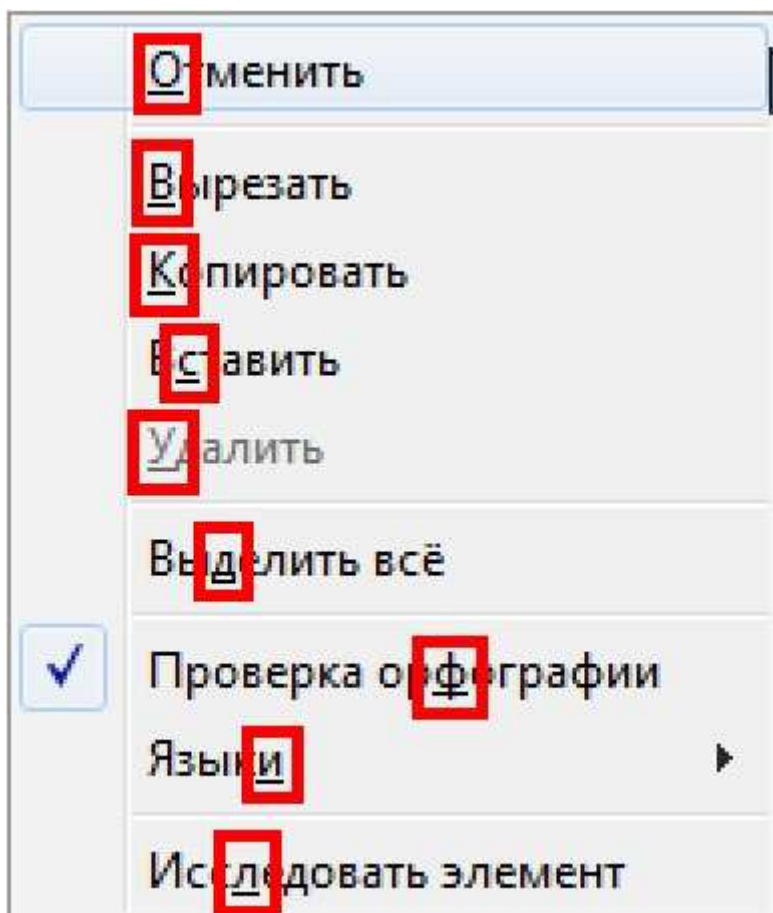 Отменить
Вырезать
Копировать
Вставить
Удалить
Выделить всё
Проверка орфографии
Языки
Исследовать элемент